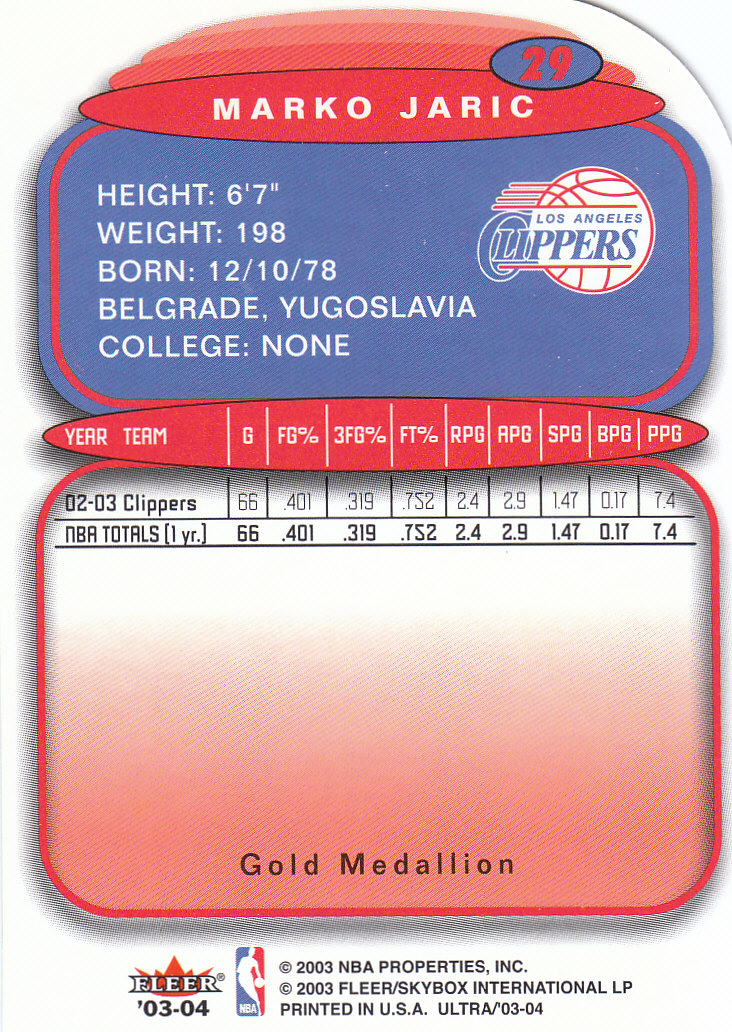 29
MARKO JARIC
HEIGHT: 6'7"
WEIGHT: 198
BORN: 12/10/78
BELGRADE, YUGOSLAVIA
COLLEGE: NONE
LOS ANGELES
CLIPPERS
YEAR TEAM G FG% 3FG% FT% RPG APG SPG BPG PPG
02-03 Clippers 66 .401 .319 .752 2.4 2.9 1.47 0.17 7.4
NBA TOTALS (1 yr.) 66 .401 .319 .752 2.4 2.9 1.47 0.17 7.4
Gold Medallion
FLEER®
'03-04
NBA
© 2003 NBA PROPERTIES, INC.
© 2003 FLEER/SKYBOX INTERNATIONAL LP
PRINTED IN U.S.A. ULTRA/'03-04